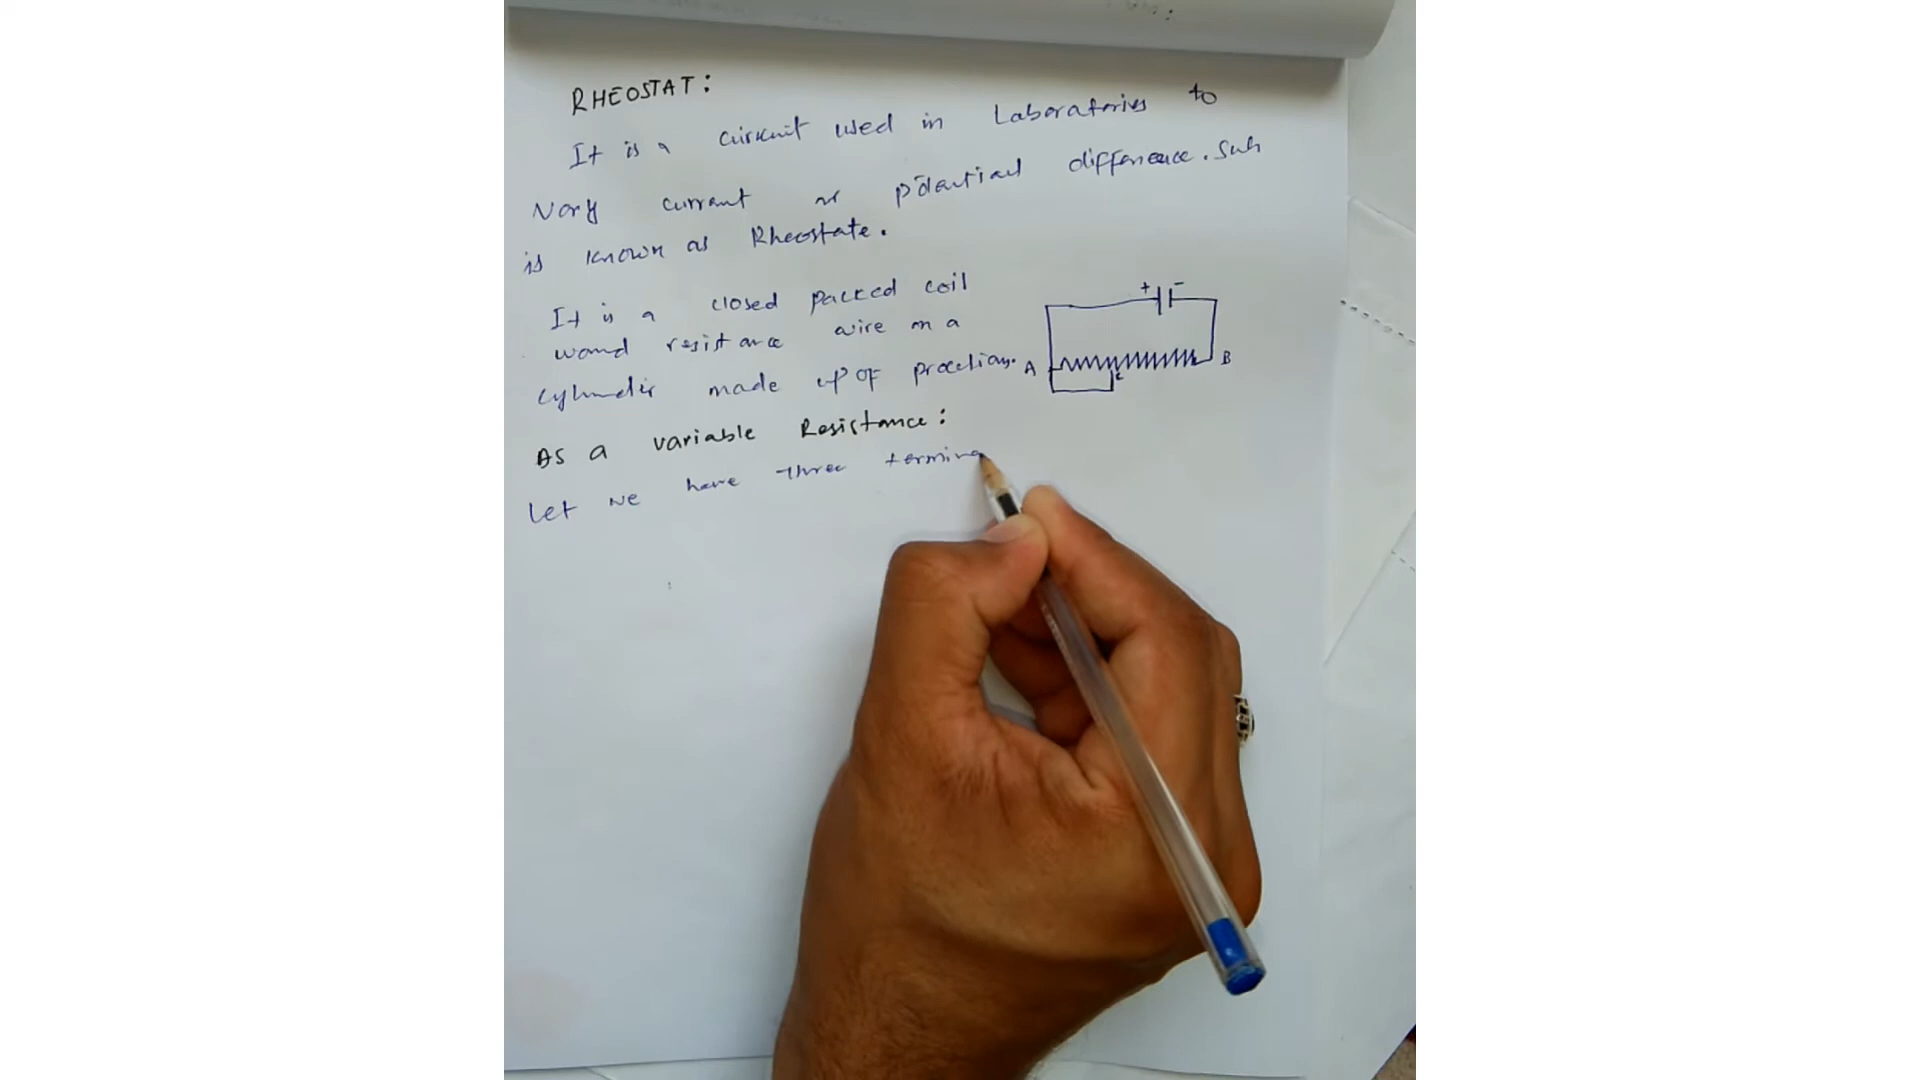 RHEOSTAT:
It is a circuit used in Laboratories to
Vary current or potential difference. Such
is known as Rheostate.
It is a closed packed coil
wound resistance wire on a
cylinder made up of procelian.
+ -
A B
C
As a variable Resistance:
Let we have three termina